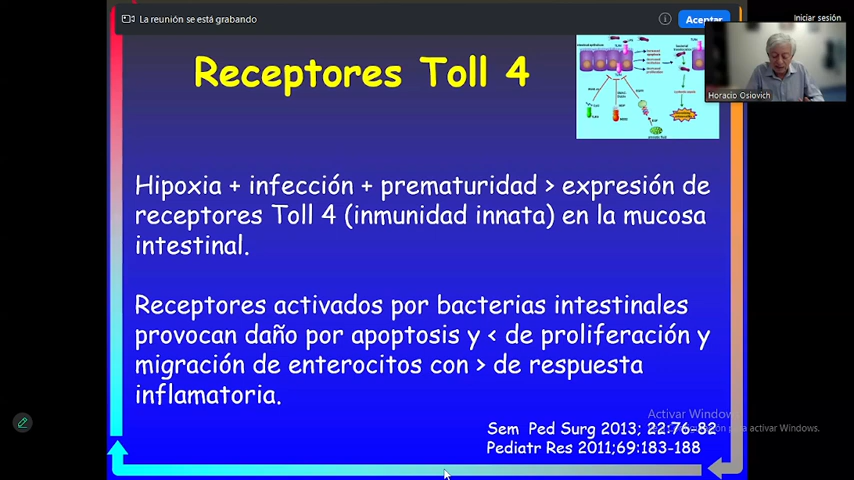 La reunión se está grabando
Aceptar
Iniciar sesión
Receptores Toll 4
Horacio Osiovich
Hipoxia + infección + prematuridad > expresión de
receptores Toll 4 (inmunidad innata) en la mucosa
intestinal.
Receptores activados por bacterias intestinales
provocan daño por apoptosis y < de proliferación y
migración de enterocitos con > de respuesta
inflamatoria.
Activar Windows
para activar Windows.
Sem Ped Surg 2013; 22:76-82
Pediatr Res 2011;69:183-188